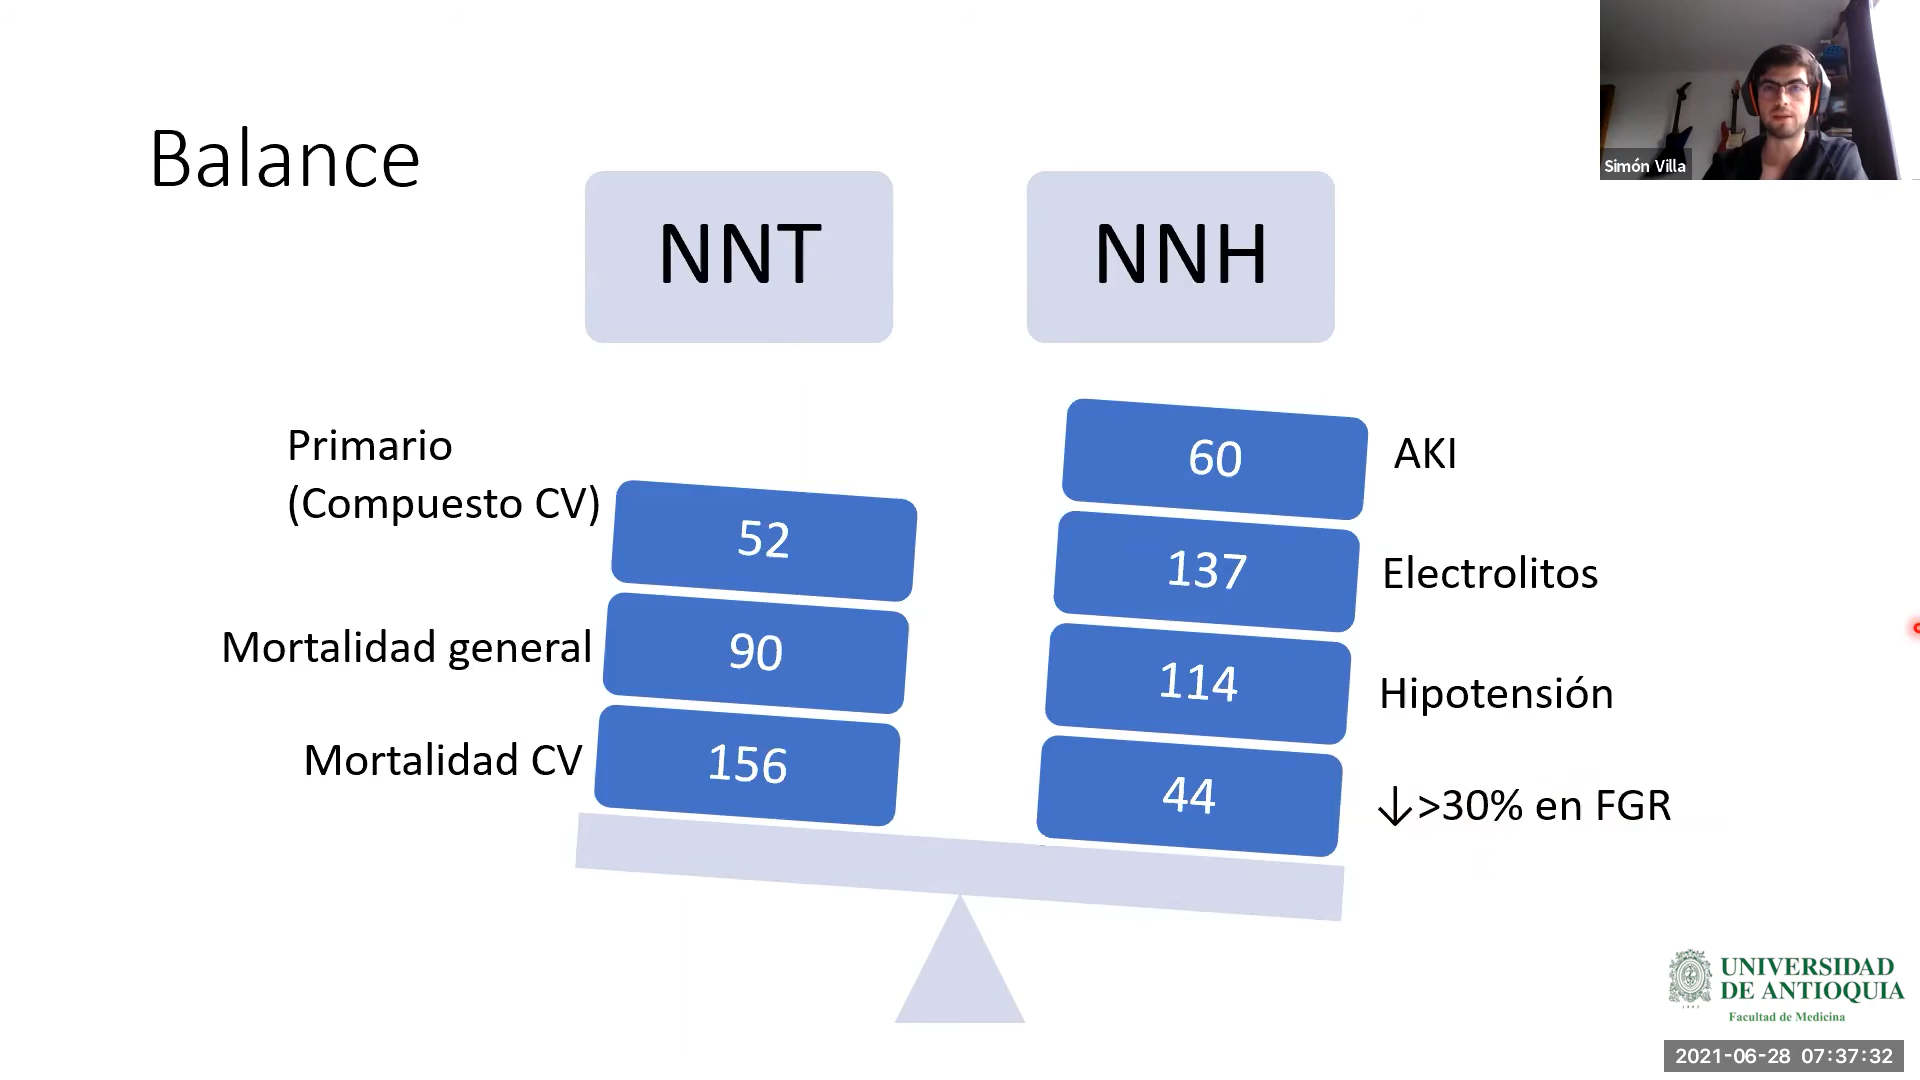 Simón Villa
Balance
NNT
NNH
Primario
(Compuesto CV)
52
Mortalidad general
90
Mortalidad CV
156
60
AKI
137
Electrolitos
114
Hipotensión
44
↓>30% en FGR
UNIVERSIDAD
DE ANTIOQUIA
Facultad de Medicina
2021-06-28 07:37:32